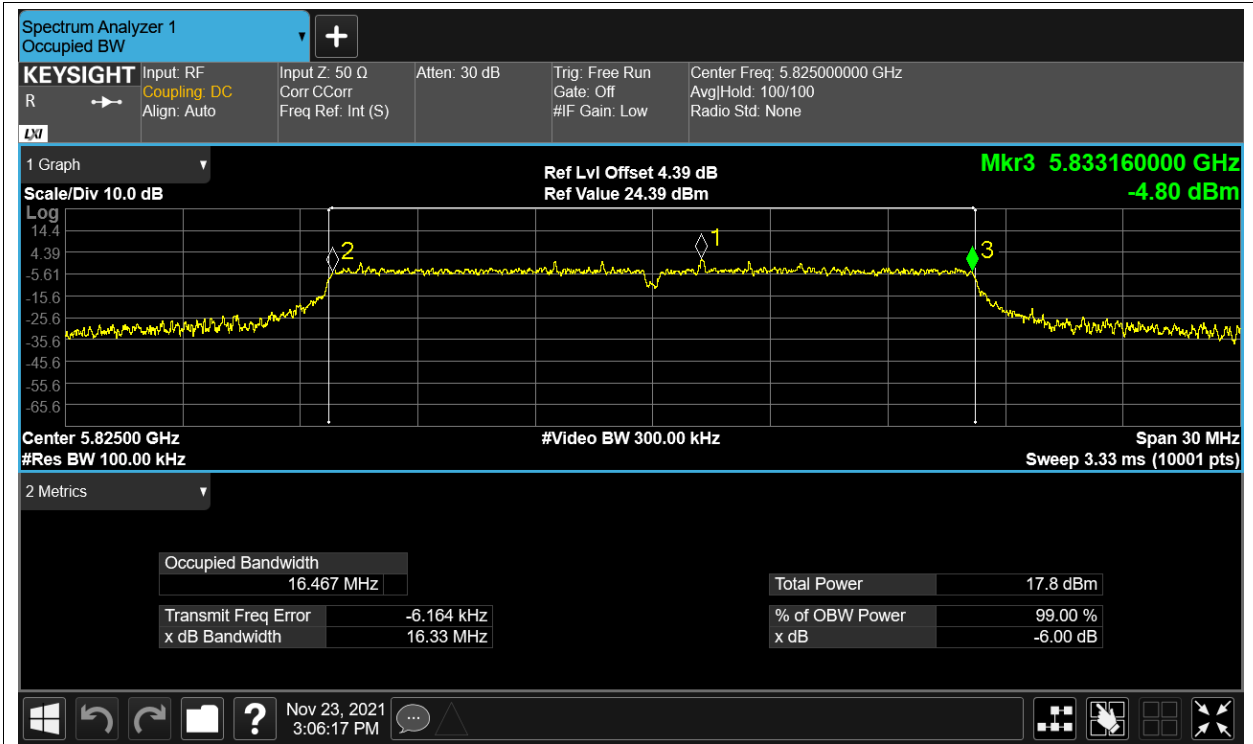 Spectrum Analyzer 1
Occupied BW
KEYSIGHT
R
LXI
Input: RF
Coupling: DC
Align: Auto
Input Z: 50 Ω
Corr CCorr
Freq Ref: Int (S)
Atten: 30 dB
Trig: Free Run
Gate: Off
#IF Gain: Low
Center Freq: 5.825000000 GHz
Avg|Hold: 100/100
Radio Std: None
1 Graph
Scale/Div 10.0 dB
Ref Lvl Offset 4.39 dB
Ref Value 24.39 dBm
Mkr3 5.833160000 GHz
-4.80 dBm
Log
14.4
4.39
-5.61
-15.6
-25.6
-35.6
-45.6
-55.6
-65.6
2
1
3
Center 5.82500 GHz
#Video BW 300.00 kHz
Span 30 MHz
#Res BW 100.00 kHz
Sweep 3.33 ms (10001 pts)
2 Metrics
Occupied Bandwidth
16.467 MHz
Transmit Freq Error -6.164 kHz
x dB Bandwidth 16.33 MHz
Total Power 17.8 dBm
% of OBW Power 99.00 %
x dB -6.00 dB
?
Nov 23, 2021
3:06:17 PM